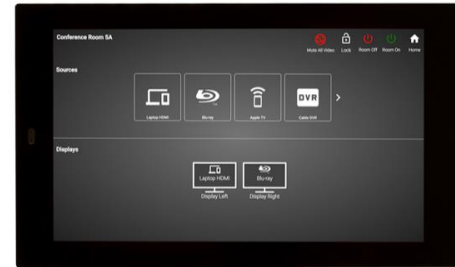 Conference Room 5A
Mute All Video
Lock
Room Off
Room On
Home
Sources
Laptop HDMI
Blu-ray
Apple TV
DVR
Cable DVR
Displays
Laptop HDMI
Blu-ray
Display Left
Display Right